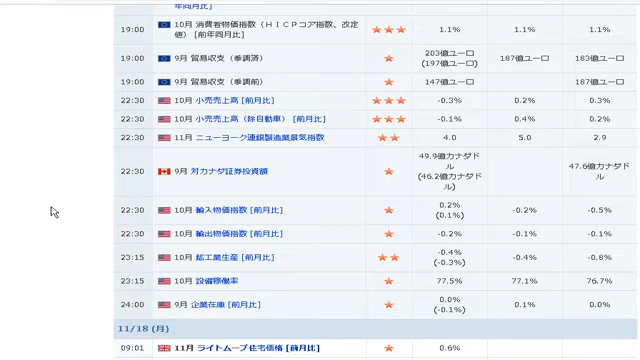 年同月比]
19:00 10月 消費者物価指数(HICPコア指数、改定
値) [前年同月比] ★★★ 1.1% 1.1% 1.1%
19:00 9月 貿易収支(季調済) ★ 203億ユーロ
(197億ユーロ) 187億ユーロ 183億ユーロ
19:00 9月 貿易収支(季調前) ★ 147億ユーロ 187億ユーロ
22:30 10月 小売売上高 [前月比] ★★★ -0.3% 0.2% 0.3%
22:30 10月 小売売上高(除自動車) [前月比] ★★★ -0.1% 0.4% 0.2%
22:30 11月 ニューヨーク連銀製造業景気指数 ★★ 4.0 5.0 2.9
22:30 9月 対カナダ証券投資額 ★ 49.9億カナダド
ル
(46.2億カナダド
ル) 47.6億カナダド
ル
22:30 10月 輸入物価指数 [前月比] ★ 0.2%
(0.1%) -0.2% -0.5%
22:30 10月 輸出物価指数 [前月比] ★ -0.2% -0.1% -0.1%
23:15 10月 鉱工業生産 [前月比] ★★ -0.4%
(-0.3%) -0.4% -0.8%
23:15 10月 設備稼働率 ★ 77.5% 77.1% 76.7%
24:00 9月 企業在庫 [前月比] ★ 0.0%
(-0.1%) 0.1% 0.0%
11/18 (月)
09:01 11月 ライトムーブ住宅価格 [前月比] ★ 0.6%